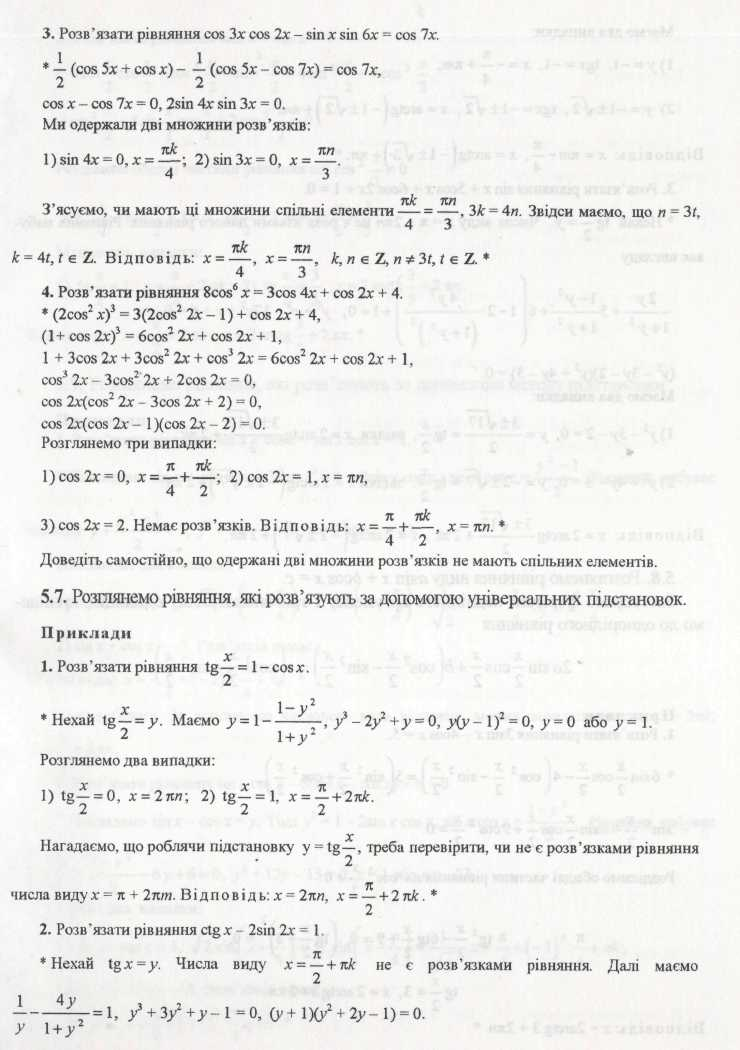 3. Розв’язати рівняння cos 3x cos 2x – sin x sin 6x = cos 7x.
* 1/2 (cos 5x + cos x) – 1/2 (cos 5x – cos 7x) = cos 7x,
cos x – cos 7x = 0, 2sin 4x sin 3x = 0.
Ми одержали дві множини розв’язків:
1) sin 4x = 0, x = πk/4; 2) sin 3x = 0, x = πn/3.
З’ясуємо, чи мають ці множини спільні елементи πk/4 = πn/3, 3k = 4n. Звідси маємо, що n = 3t,
k = 4t, t ∈ Z. Відповідь: x = πk/4, x = πn/3, k, n ∈ Z, n ≠ 3t, t ∈ Z. *
4. Розв’язати рівняння 8cos⁶ x = 3cos 4x + cos 2x + 4.
* (2cos² x)³ = 3(2cos² 2x – 1) + cos 2x + 4,
(1+ cos 2x)³ = 6cos² 2x + cos 2x + 1,
1 + 3cos 2x + 3cos² 2x + cos³ 2x = 6cos² 2x + cos 2x + 1,
cos³ 2x – 3cos² 2x + 2cos 2x = 0,
cos 2x(cos² 2x – 3cos 2x + 2) = 0,
cos 2x(cos 2x – 1)(cos 2x – 2) = 0.
Розглянемо три випадки:
1) cos 2x = 0, x = π/4 + πk/2; 2) cos 2x = 1, x = πn,
3) cos 2x = 2. Немає розв’язків. Відповідь: x = π/4 + πk/2, x = πn. *
Доведіть самостійно, що одержані дві множини розв’язків не мають спільних елементів.
5.7. Розглянемо рівняння, які розв’язують за допомогою універсальних підстановок.
Приклади
1. Розв’язати рівняння tg x/2 = 1 – cos x.
* Нехай tg x/2 = y. Маємо y = 1 – (1–y²)/(1+y²), y³ – 2y² + y = 0, y(y – 1)² = 0, y = 0 або y = 1.
Розглянемо два випадки:
1) tg x/2 = 0, x = 2πn; 2) tg x/2 = 1, x = π/2 + 2πk.
Нагадаємо, що роблячи підстановку y = tg x/2, треба перевірити, чи не є розв’язками рівняння
числа виду x = π + 2πm. Відповідь: x = 2πn, x = π/2 + 2πk. *
2. Розв’язати рівняння ctg x – 2sin 2x = 1.
* Нехай tg x = y. Числа виду x = π/2 + πk не є розв’язками рівняння. Далі маємо
1/y – 4y/(1+y²) = 1, y³ + 3y² + y – 1 = 0, (y + 1)(y² + 2y – 1) = 0.